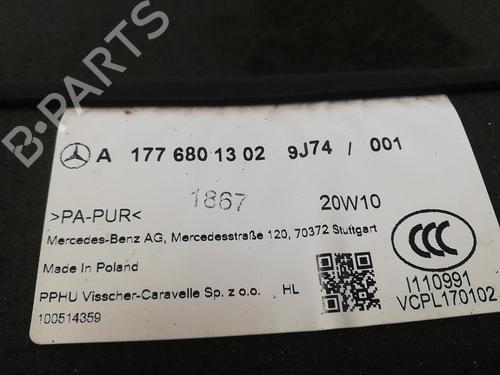 A 177 680 13 02 9J74 / 001
1867 20W10
>PA-PUR<
Mercedes-Benz AG, Mercedesstraße 120, 70372 Stuttgart
Made In Poland
PPHU Visscher-Caravelle Sp. z o.o. HL
100514359
CCC
I110991
VCPL170102
B-PARTS